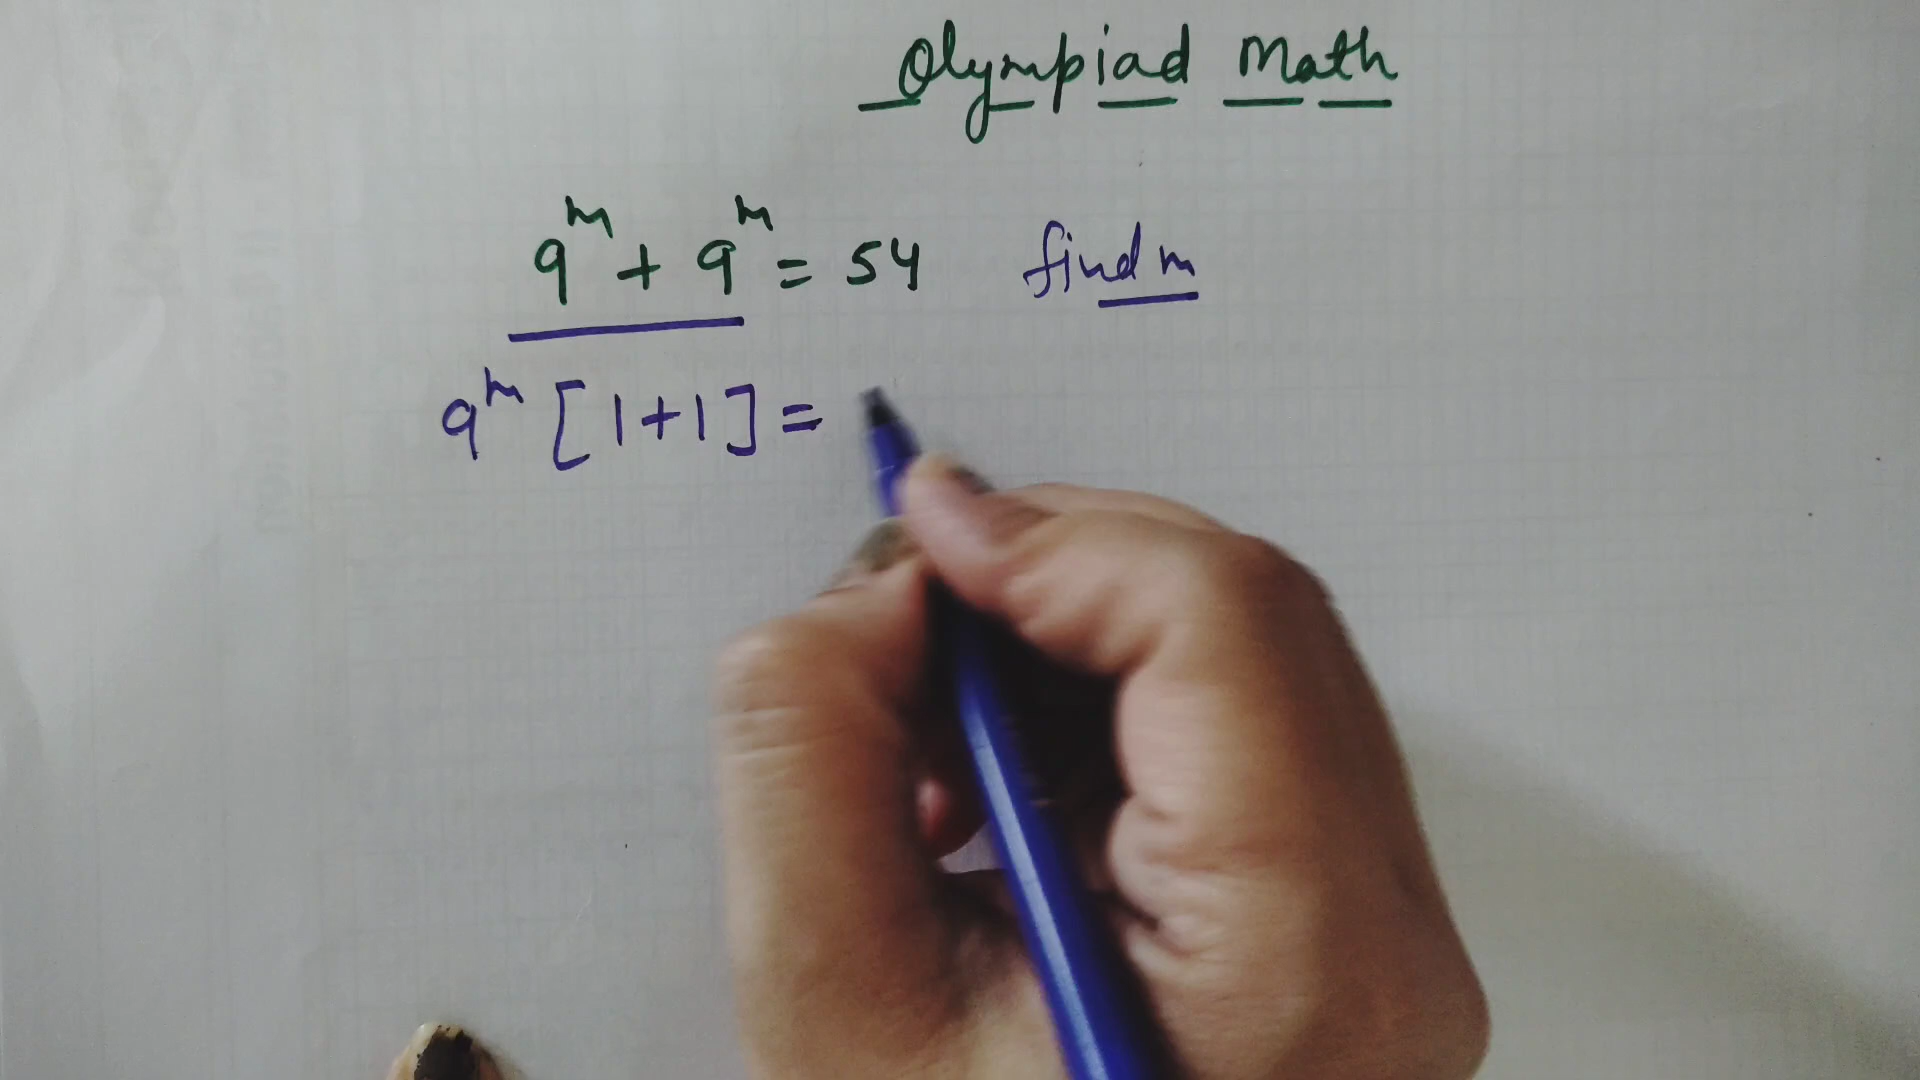 Olympiad Math
9^m + 9^m = 54 find m
9^m [1+1] =